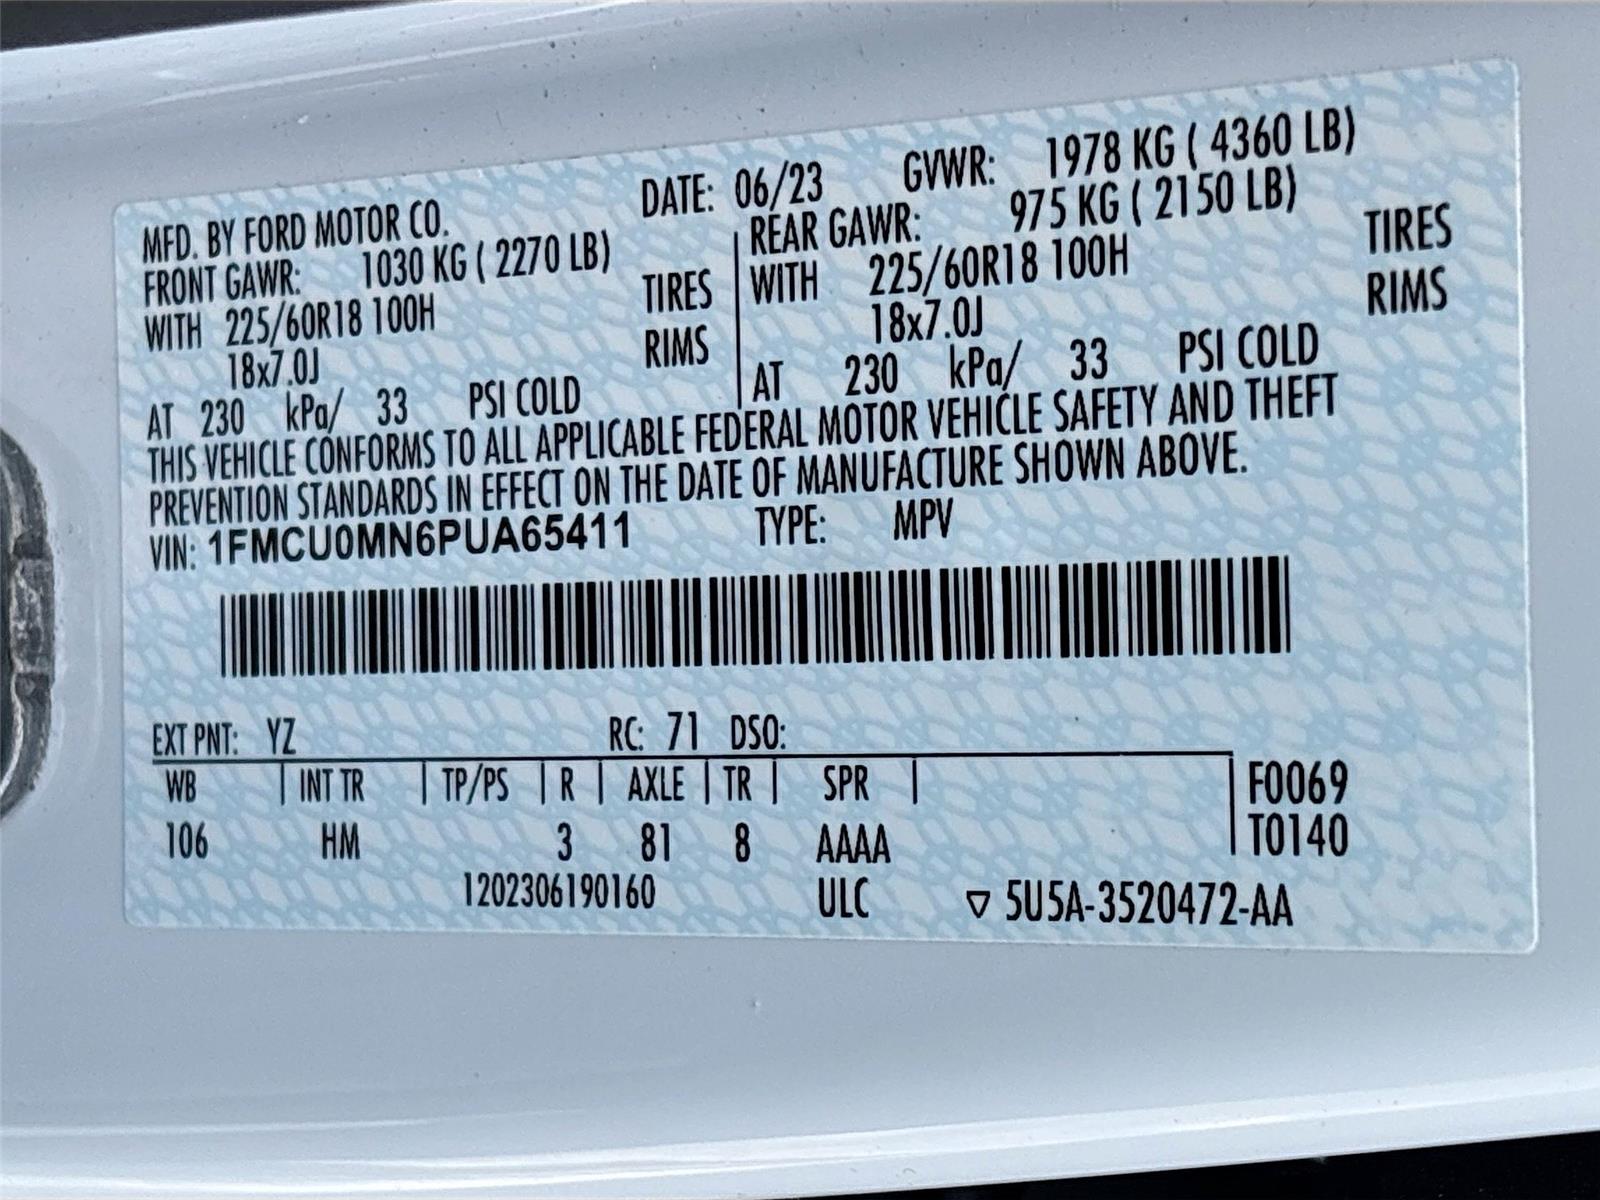 MFD. BY FORD MOTOR CO. DATE: 06/23 GVWR: 1978 KG ( 4360 LB)
FRONT GAWR: 1030 KG ( 2270 LB) REAR GAWR: 975 KG ( 2150 LB)
WITH 225/60R18 100H TIRES WITH 225/60R18 100H TIRES
18x7.0J RIMS 18x7.0J RIMS
AT 230 kPa/ 33 PSI COLD AT 230 kPa/ 33 PSI COLD
THIS VEHICLE CONFORMS TO ALL APPLICABLE FEDERAL MOTOR VEHICLE SAFETY AND THEFT
PREVENTION STANDARDS IN EFFECT ON THE DATE OF MANUFACTURE SHOWN ABOVE.
VIN: 1FMCU0MN6PUA65411 TYPE: MPV
EXT PNT: YZ RC: 71 DSO:
WB | INT TR | TP/PS | R | AXLE | TR | SPR | | F0069
106 HM 3 81 8 AAAA T0140
1202306190160 ULC ▽ 5U5A-3520472-AA